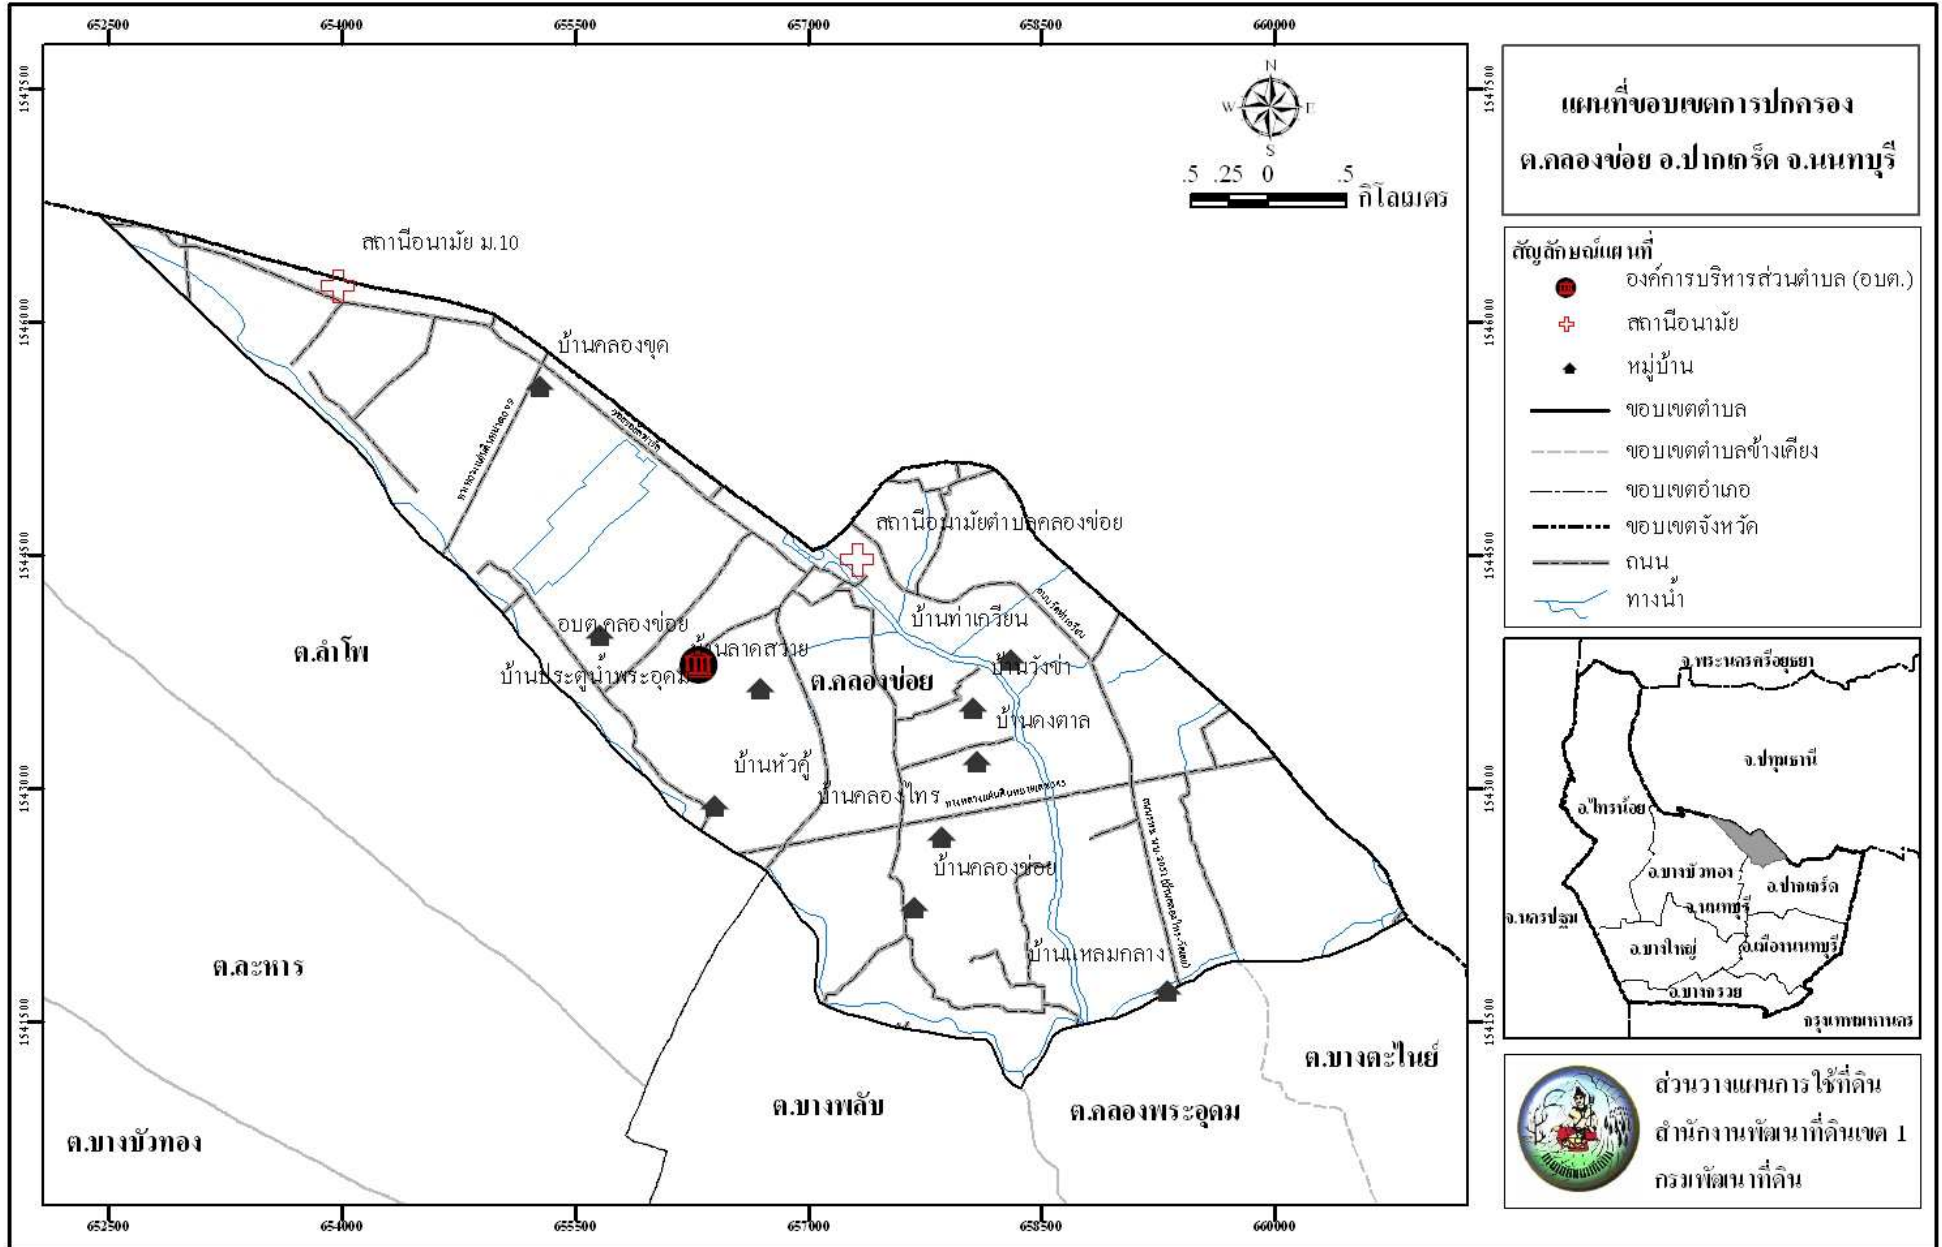 652500
654000
655500
657000
658500
660000
1547500
1546000
1544500
1543000
1541500
1547500
1546000
1544500
1543000
1541500
N
W
E
S
.5 .25 0 .5
กิโลเมตร
สถานีอนามัย ม.10
บ้านคลองขุด
สถานีอนามัยตำบลคลองข่อย
บ้านท่าเกวียน
อบต.คลองข่อย
บ้านลาดสวาย
บ้านประตูน้ำพระอุดม
บ้านวังข่า
ต.ลำโพ
ต.คลองข่อย
บ้านดงตาล
บ้านหัวคู้
บ้านคลองไทร
บ้านคลองข่อย
บ้านแหลมกลาง
ต.ละหาร
ต.บางตะไนย์
ต.บางพลับ
ต.คลองพระอุดม
ต.บางบัวทอง
652500
654000
655500
657000
658500
660000
แผนที่ขอบเขตการปกครอง
ต.คลองข่อย อ.ปากเกร็ด จ.นนทบุรี
สัญลักษณ์แผนที่
องค์การบริหารส่วนตำบล (อบต.)
สถานีอนามัย
หมู่บ้าน
ขอบเขตตำบล
ขอบเขตตำบลข้างเคียง
ขอบเขตอำเภอ
ขอบเขตจังหวัด
ถนน
ทางน้ำ
จ.พระนครศรีอยุธยา
จ.ปทุมธานี
อ.ไทรน้อย
อ.บางบัวทอง
อ.ปากเกร็ด
จ.นนทบุรี
จ.นครปฐม
อ.บางใหญ่
อ.เมืองนนทบุรี
อ.บางกรวย
กรุงเทพมหานคร
ส่วนวางแผนการใช้ที่ดิน
สำนักงานพัฒนาที่ดินเขต 1
กรมพัฒนาที่ดิน